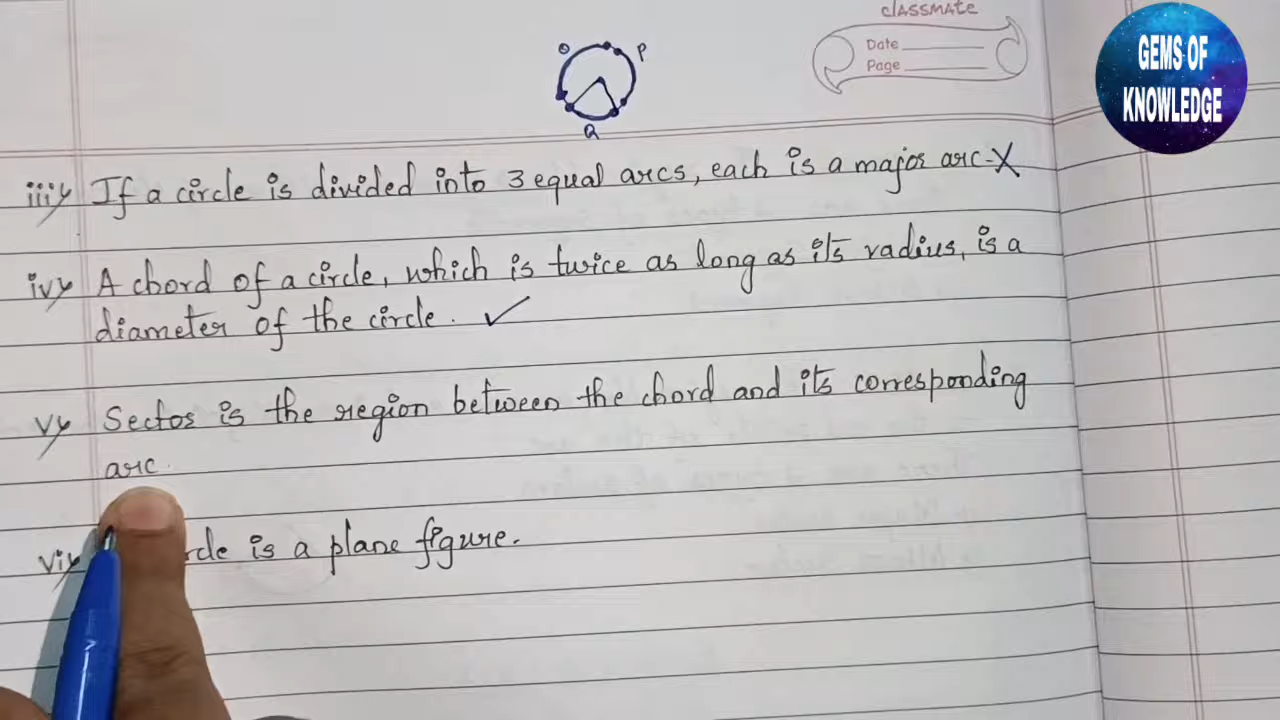 classmate
Date
Page
GEMS OF
KNOWLEDGE
O
P
Q
iii) If a circle is divided into 3 equal arcs, each is a major arc - X
iv) A chord of a circle, which is twice as long as its radius, is a
diameter of the circle. ✓
v) Sector is the region between the chord and its corresponding
arc.
vi) is a plane figure.